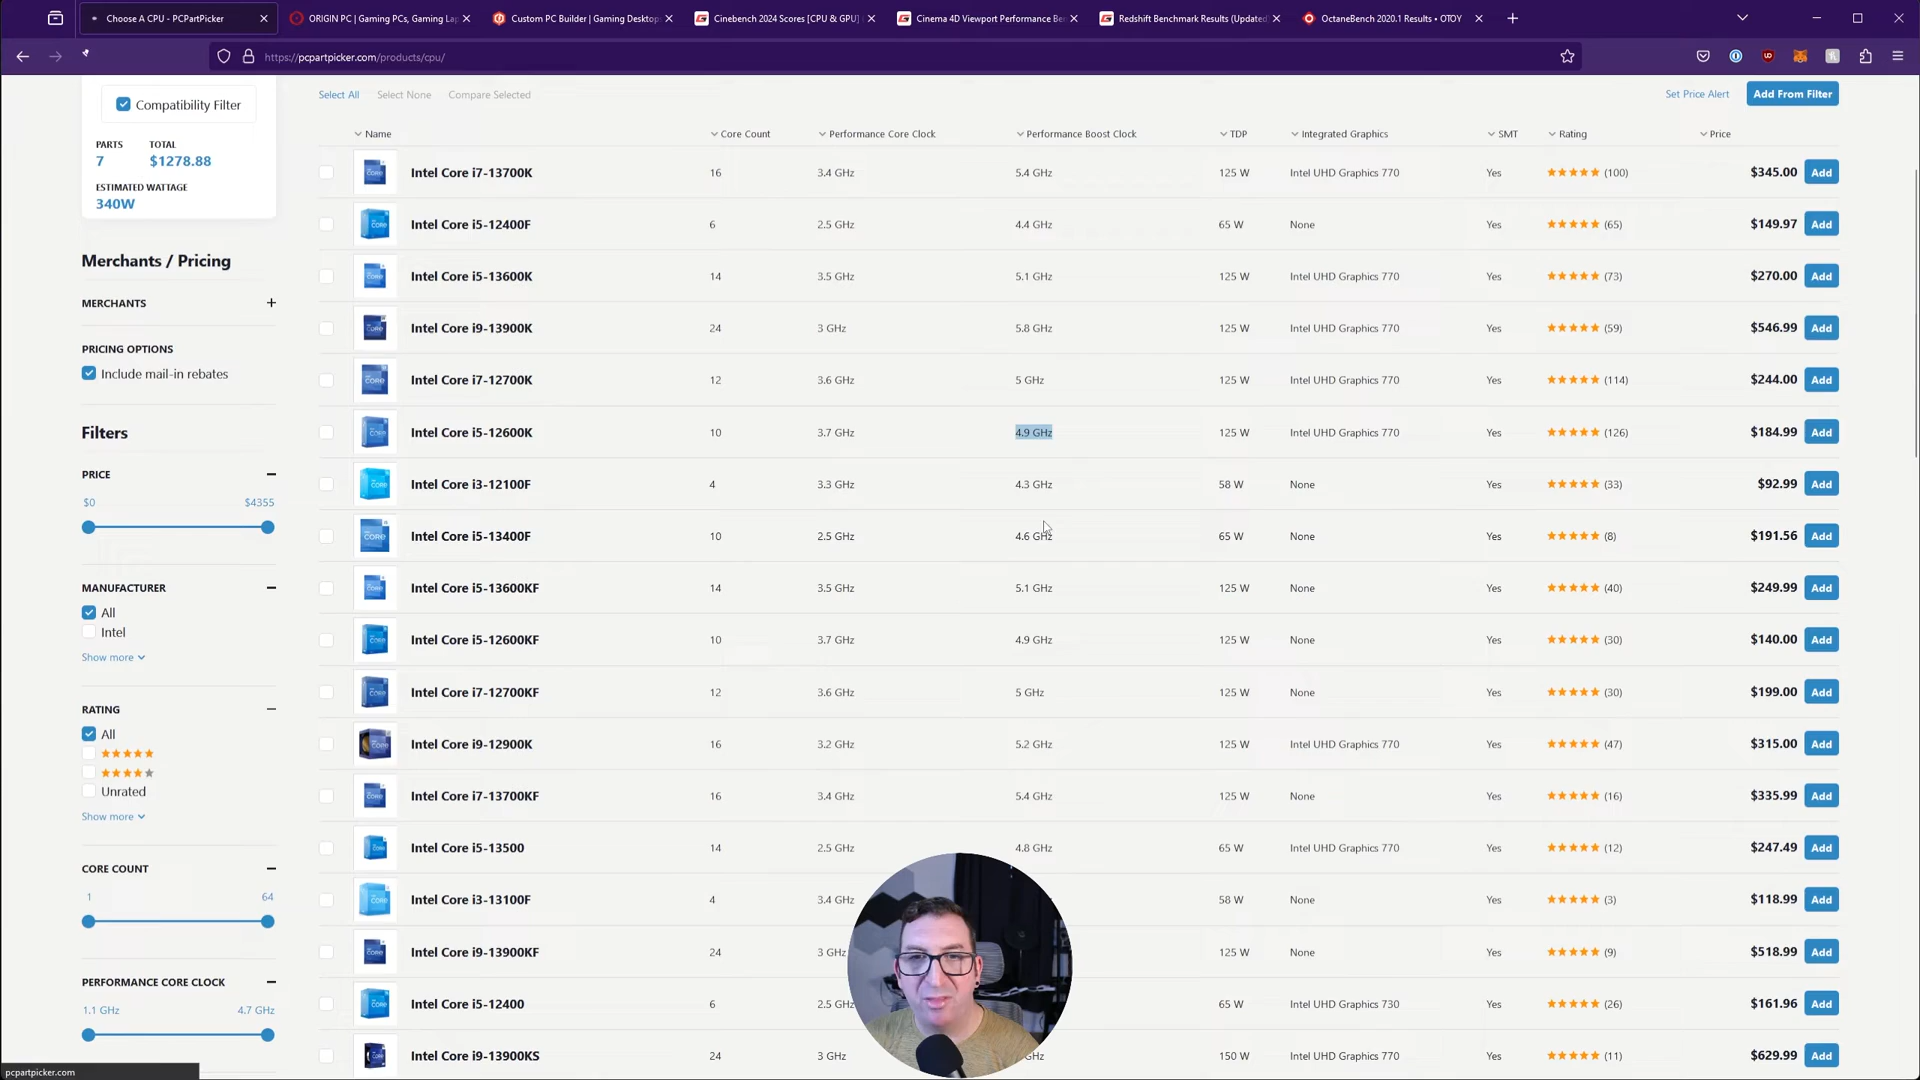 Choose A CPU - PCPartPicker
ORIGIN PC | Gaming PCs, Gaming La
Custom PC Builder | Gaming Desktop
Cinebench 2024 Scores [CPU & GPU]
Cinema 4D Viewport Performance Be
Redshift Benchmark Results (Updated
OctaneBench 2020.1 Results • OTOY
https://pcpartpicker.com/products/cpu/
Compatibility Filter
PARTS TOTAL
7 $1278.88
ESTIMATED WATTAGE
340W
Merchants / Pricing
MERCHANTS
PRICING OPTIONS
Include mail-in rebates
Filters
PRICE
$0 $4355
MANUFACTURER
All
Intel
Show more
RATING
All
Unrated
Show more
CORE COUNT
1 64
PERFORMANCE CORE CLOCK
1.1 GHz 4.7 GHz
Select All Select None Compare Selected Set Price Alert Add From Filter
Name Core Count Performance Core Clock Performance Boost Clock TDP Integrated Graphics SMT Rating Price
Intel Core i7-13700K 16 3.4 GHz 5.4 GHz 125 W Intel UHD Graphics 770 Yes (100) $345.00 Add
Intel Core i5-12400F 6 2.5 GHz 4.4 GHz 65 W None Yes (65) $149.97 Add
Intel Core i5-13600K 14 3.5 GHz 5.1 GHz 125 W Intel UHD Graphics 770 Yes (73) $270.00 Add
Intel Core i9-13900K 24 3 GHz 5.8 GHz 125 W Intel UHD Graphics 770 Yes (59) $546.99 Add
Intel Core i7-12700K 12 3.6 GHz 5 GHz 125 W Intel UHD Graphics 770 Yes (114) $244.00 Add
Intel Core i5-12600K 10 3.7 GHz 4.9 GHz 125 W Intel UHD Graphics 770 Yes (126) $184.99 Add
Intel Core i3-12100F 4 3.3 GHz 4.3 GHz 58 W None Yes (33) $92.99 Add
Intel Core i5-13400F 10 2.5 GHz 4.6 GHz 65 W None Yes (8) $191.56 Add
Intel Core i5-13600KF 14 3.5 GHz 5.1 GHz 125 W None Yes (40) $249.99 Add
Intel Core i5-12600KF 10 3.7 GHz 4.9 GHz 125 W None Yes (30) $140.00 Add
Intel Core i7-12700KF 12 3.6 GHz 5 GHz 125 W None Yes (30) $199.00 Add
Intel Core i9-12900K 16 3.2 GHz 5.2 GHz 125 W Intel UHD Graphics 770 Yes (47) $315.00 Add
Intel Core i7-13700KF 16 3.4 GHz 5.4 GHz 125 W None Yes (16) $335.99 Add
Intel Core i5-13500 14 2.5 GHz 4.8 GHz 65 W Intel UHD Graphics 770 Yes (12) $247.49 Add
Intel Core i3-13100F 4 3.4 GHz 58 W None Yes (3) $118.99 Add
Intel Core i9-13900KF 24 3 GHz 125 W None Yes (9) $518.99 Add
Intel Core i5-12400 6 2.5 GHz 65 W Intel UHD Graphics 730 Yes (26) $161.96 Add
Intel Core i9-13900KS 24 3 GHz GHz 150 W Intel UHD Graphics 770 Yes (11) $629.99 Add
pcpartpicker.com